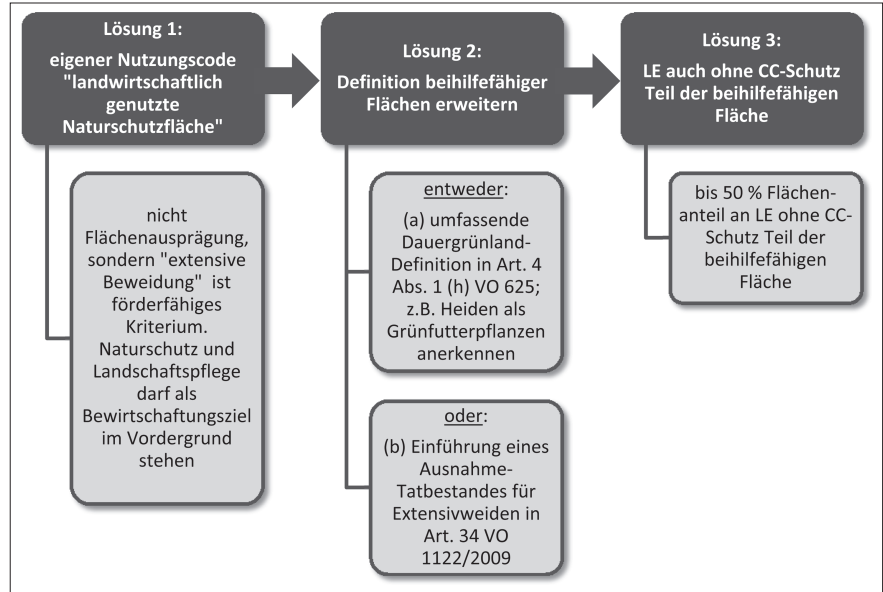 Lösung 1:
eigener Nutzungscode
"landwirtschaftlich
genutzte
Naturschutzfläche"
nicht
Flächenausprägung,
sondern "extensive
Beweidung" ist
förderfähiges
Kriterium.
Naturschutz und
Landschaftspflege
darf als
Bewirtschaftungsziel
im Vordergrund
stehen
Lösung 2:
Definition beihilfefähiger
Flächen erweitern
entweder:
(a) umfassende
Dauergrünland-
Definition in Art. 4
Abs. 1 (h) VO 625;
z.B. Heiden als
Grünfutterpflanzen
anerkennen
oder:
(b) Einführung eines
Ausnahme-
Tatbestandes für
Extensivweiden in
Art. 34 VO
1122/2009
Lösung 3:
LE auch ohne CC-Schutz
Teil der beihilfefähigen
Fläche
bis 50 % Flächen-
anteil an LE ohne CC-
Schutz Teil der
beihilfefähigen
Fläche